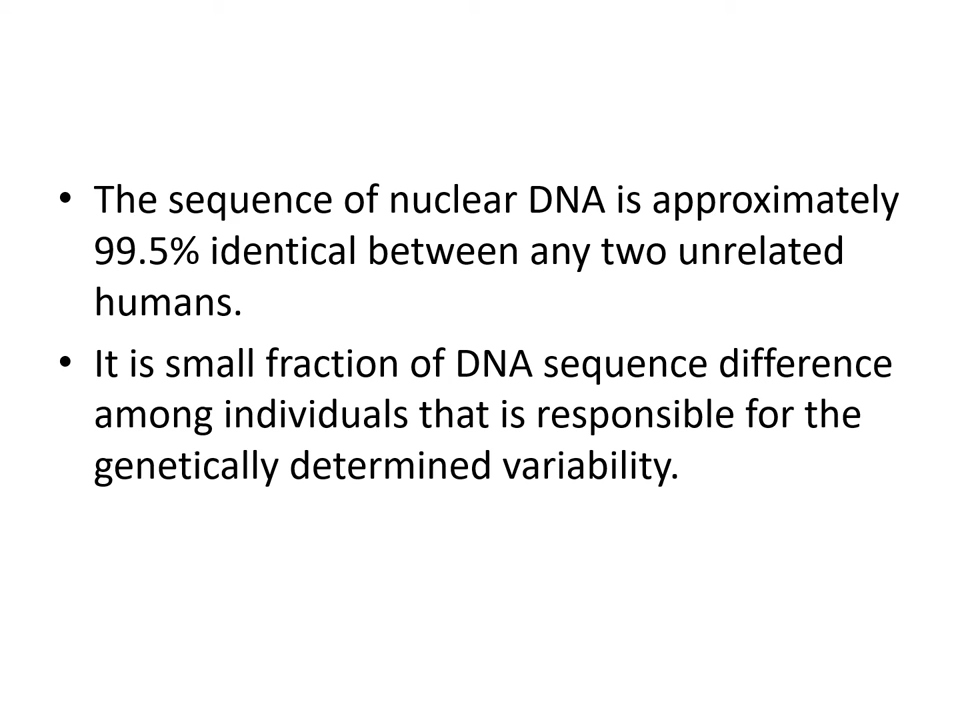 • The sequence of nuclear DNA is approximately
99.5% identical between any two unrelated
humans.
• It is small fraction of DNA sequence difference
among individuals that is responsible for the
genetically determined variability.